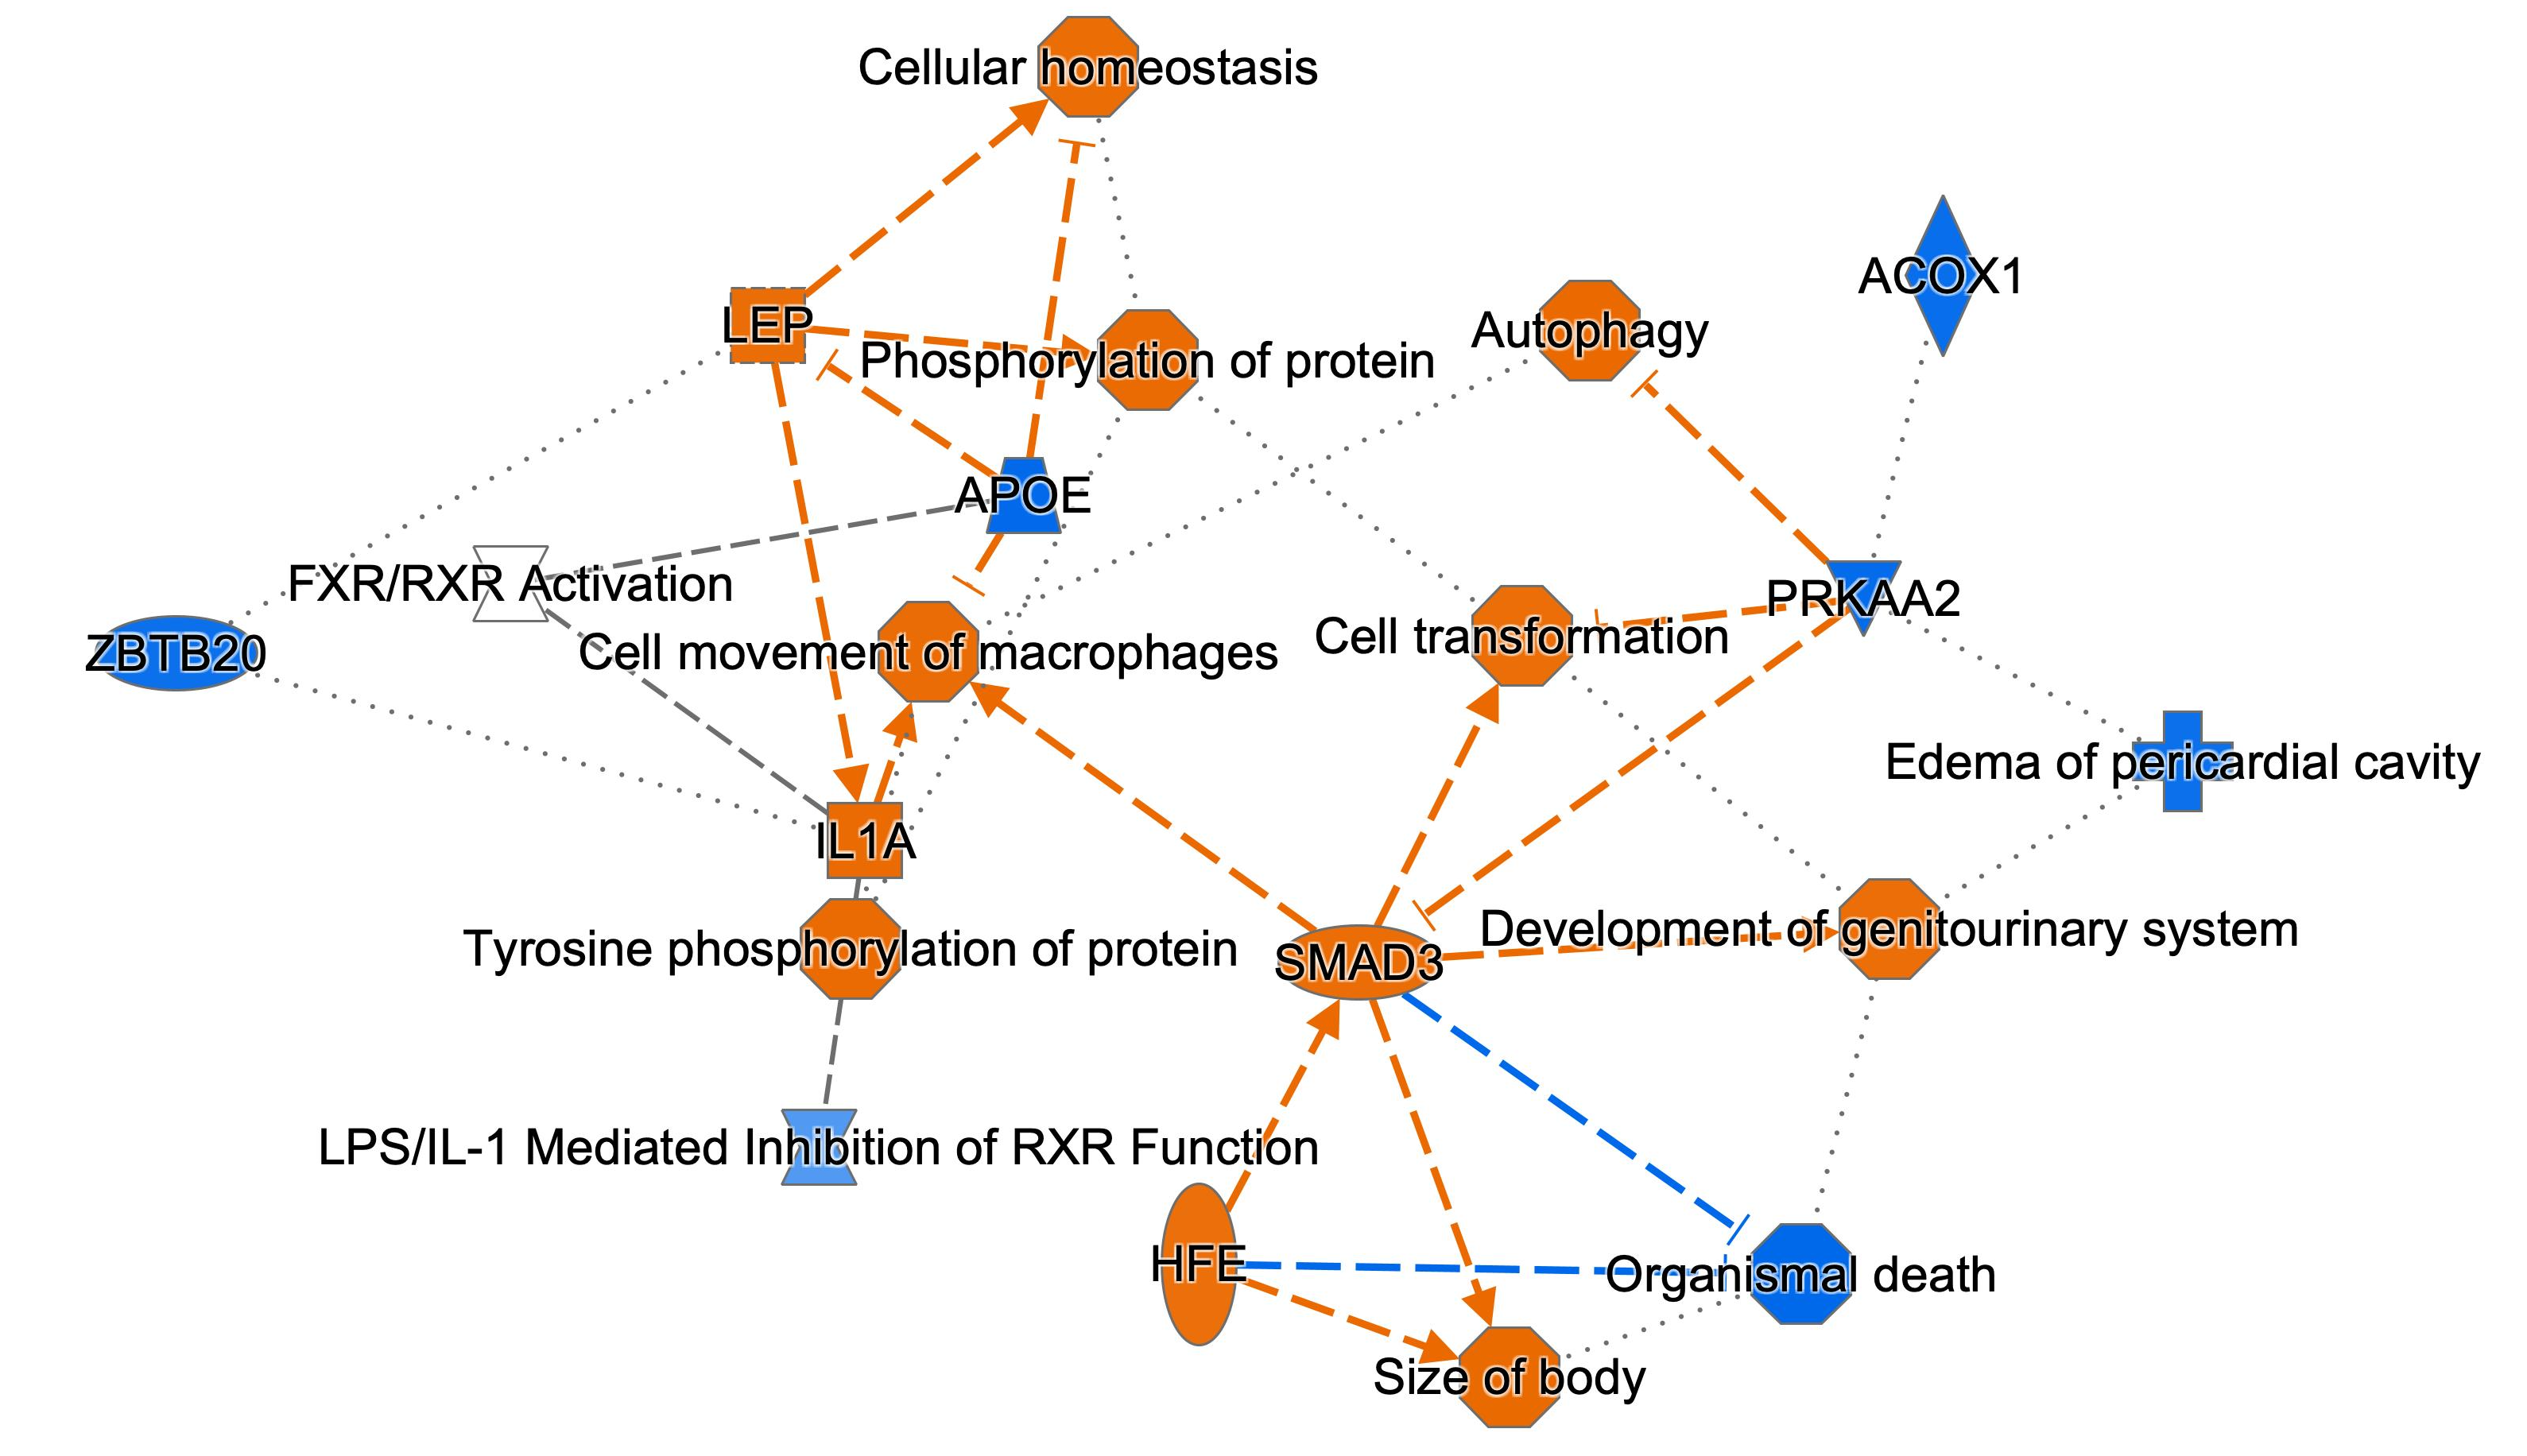 Cellular homeostasis
ACOX1
LEP
Autophagy
Phosphorylation of protein
APOE
FXR/RXR Activation
PRKAA2
Cell transformation
ZBTB20
Cell movement of macrophages
Edema of pericardial cavity
IL1A
Development of genitourinary system
Tyrosine phosphorylation of protein
SMAD3
LPS/IL-1 Mediated Inhibition of RXR Function
HFE
Organismal death
Size of body